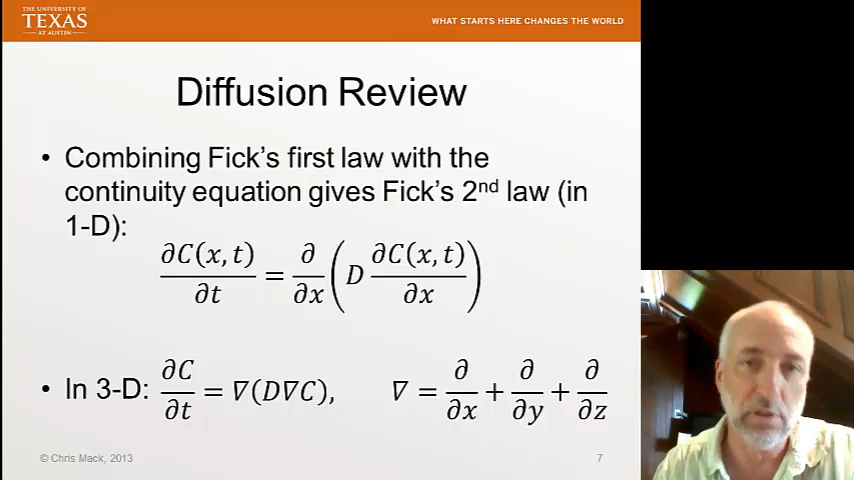 THE UNIVERSITY OF
TEXAS
AT AUSTIN
WHAT STARTS HERE CHANGES THE WORLD
Diffusion Review
• Combining Fick's first law with the
continuity equation gives Fick's 2nd law (in
1-D):
∂C(x, t)/∂t = ∂/∂x (D ∂C(x, t)/∂x)
• In 3-D: ∂C/∂t = ∇(D∇C), ∇ = ∂/∂x + ∂/∂y + ∂/∂z
© Chris Mack, 2013
7